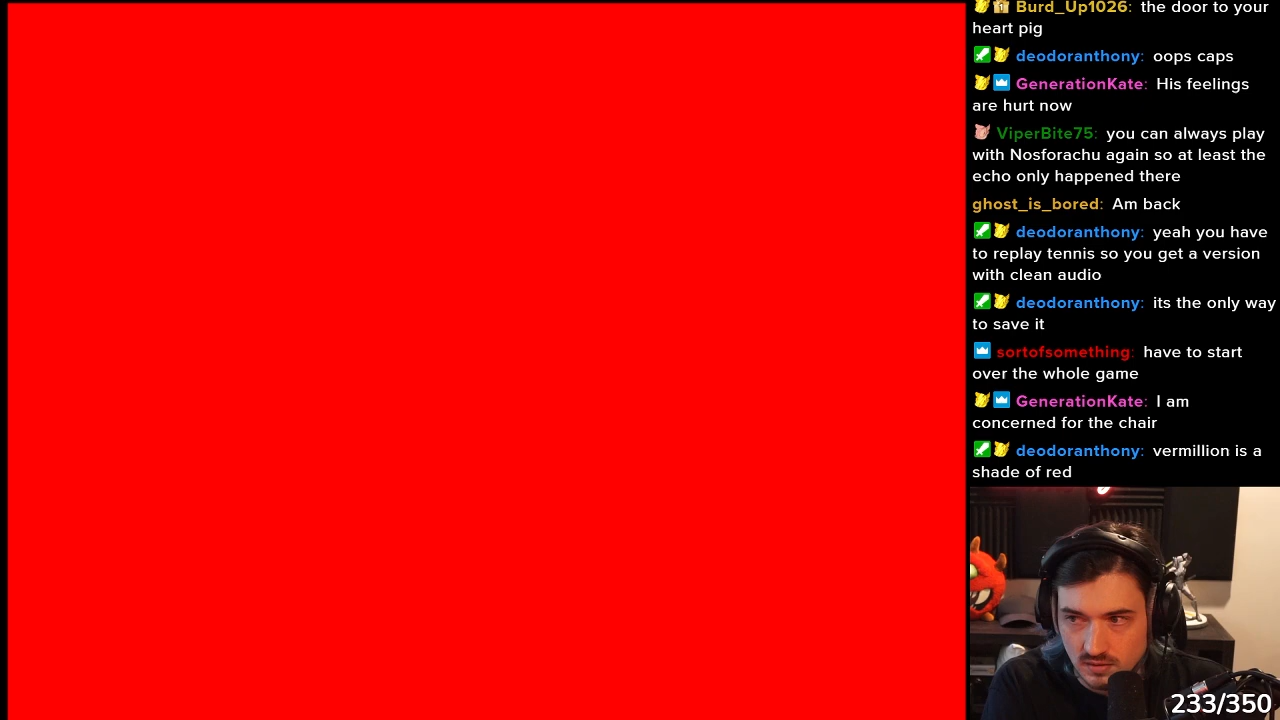 Burd_Up1026: the door to your
heart pig
deodoranthony: oops caps
GenerationKate: His feelings
are hurt now
ViperBite75: you can always play
with Nosforachu again so at least the
echo only happened there
ghost_is_bored: Am back
deodoranthony: yeah you have
to replay tennis so you get a version
with clean audio
deodoranthony: its the only way
to save it
sortofsomething: have to start
over the whole game
GenerationKate: I am
concerned for the chair
deodoranthony: vermillion is a
shade of red
233/350